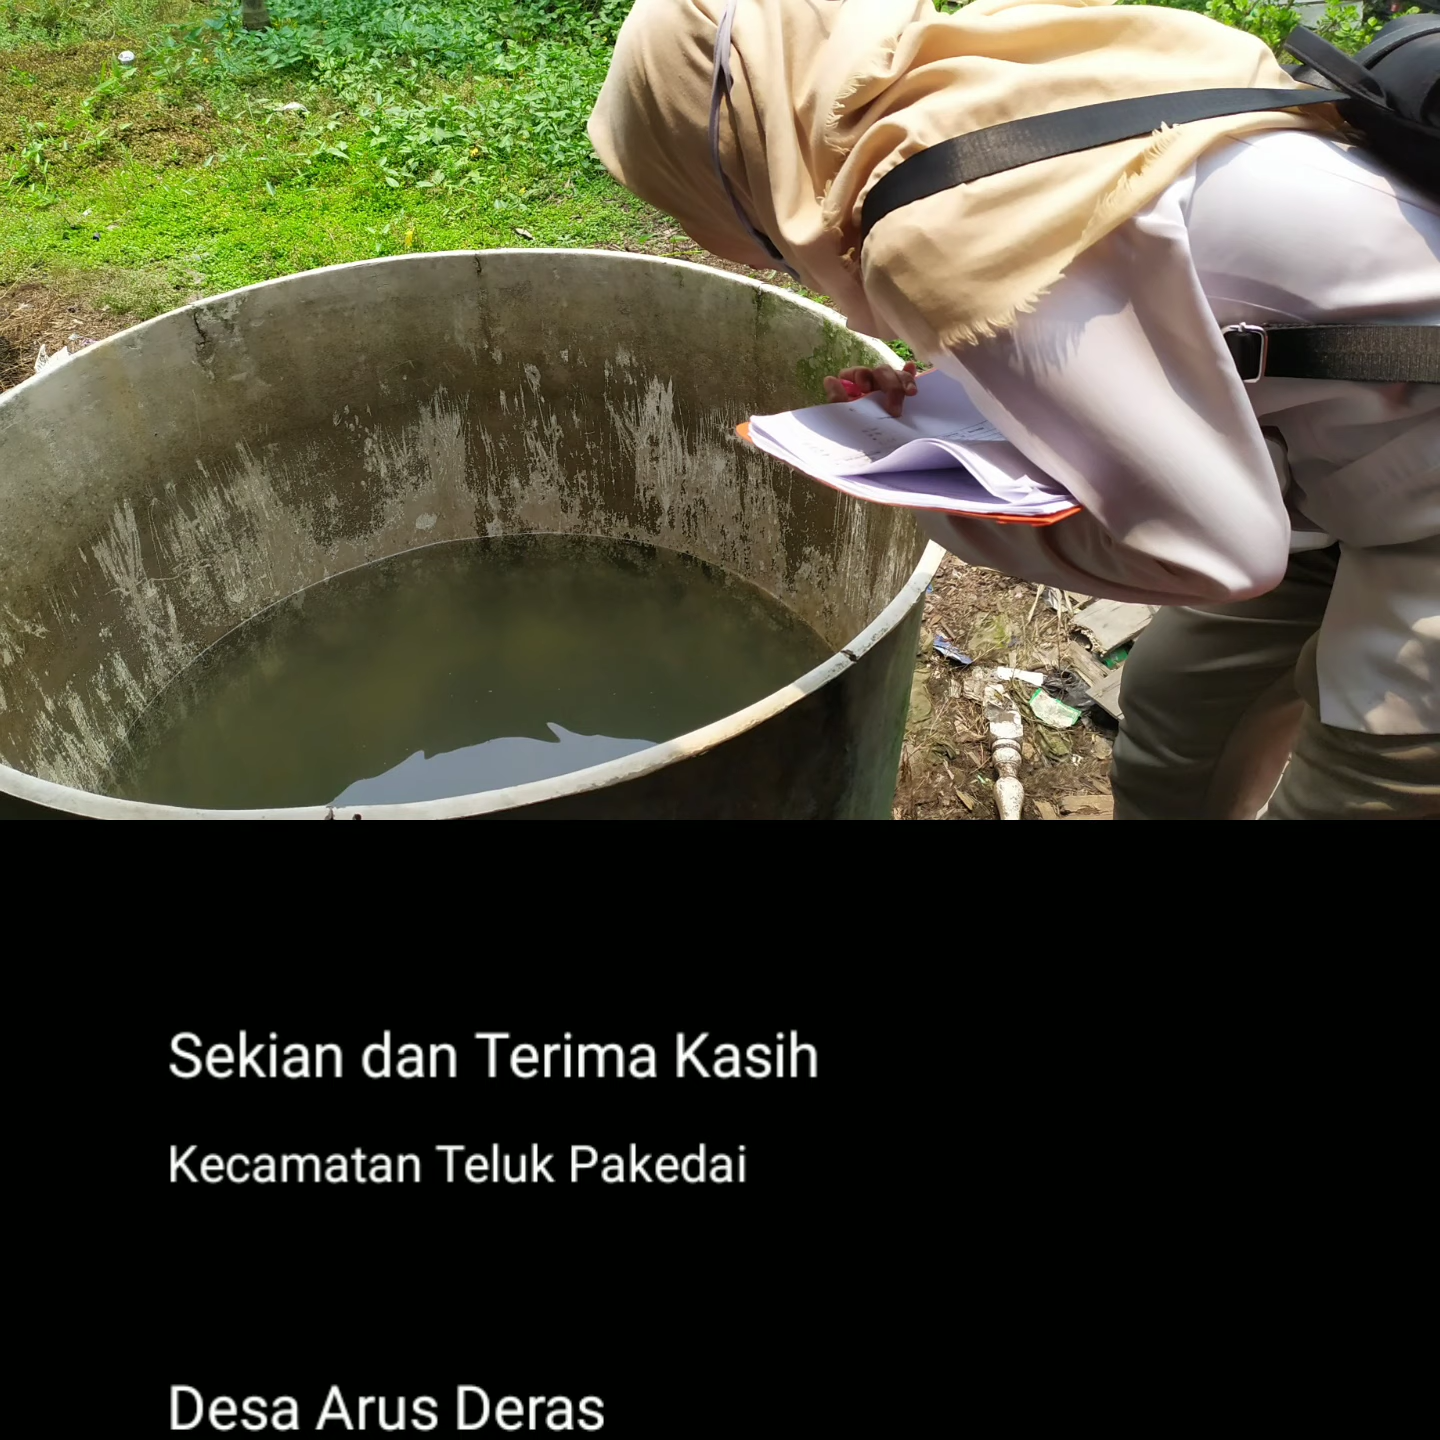 Sekian dan Terima Kasih
Kecamatan Teluk Pakedai
Desa Arus Deras